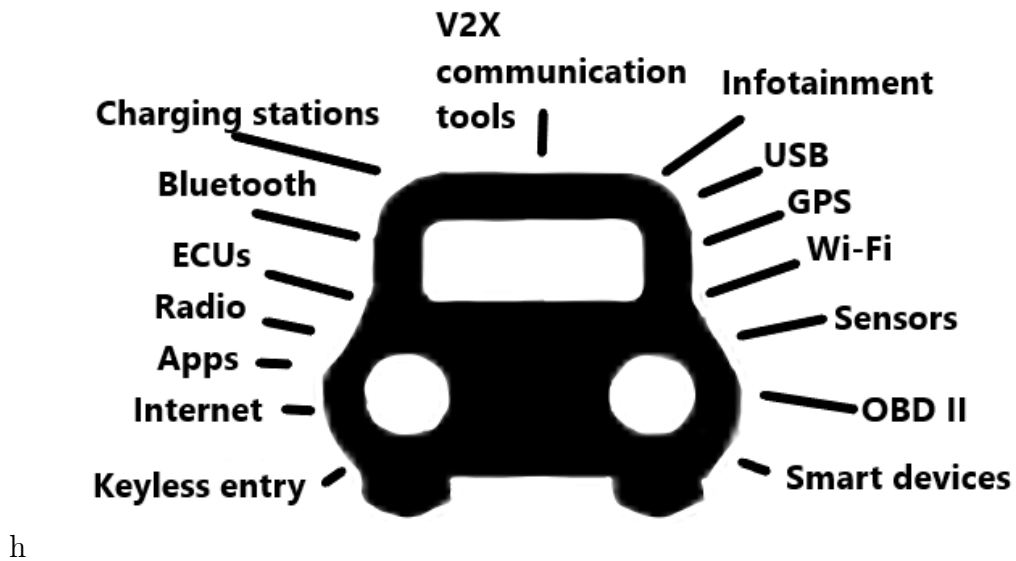 V2X
communication
tools
Infotainment
Charging stations
USB
Bluetooth
GPS
Wi-Fi
ECUs
Radio
Sensors
Apps
Internet
OBD II
Keyless entry
Smart devices
h